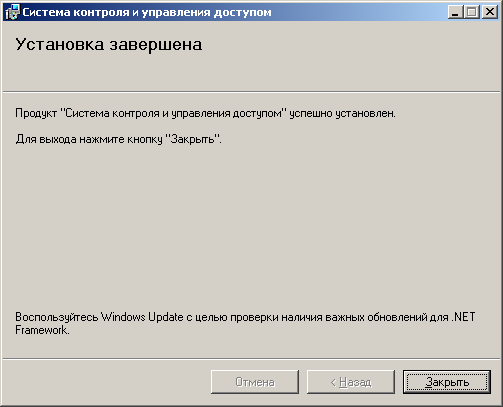 Система контроля и управления доступом
Установка завершена
Продукт "Система контроля и управления доступом" успешно установлен.
Для выхода нажмите кнопку "Закрыть".
Воспользуйтесь Windows Update с целью проверки наличия важных обновлений для .NET
Framework.
Отмена
< Назад
Закрыть